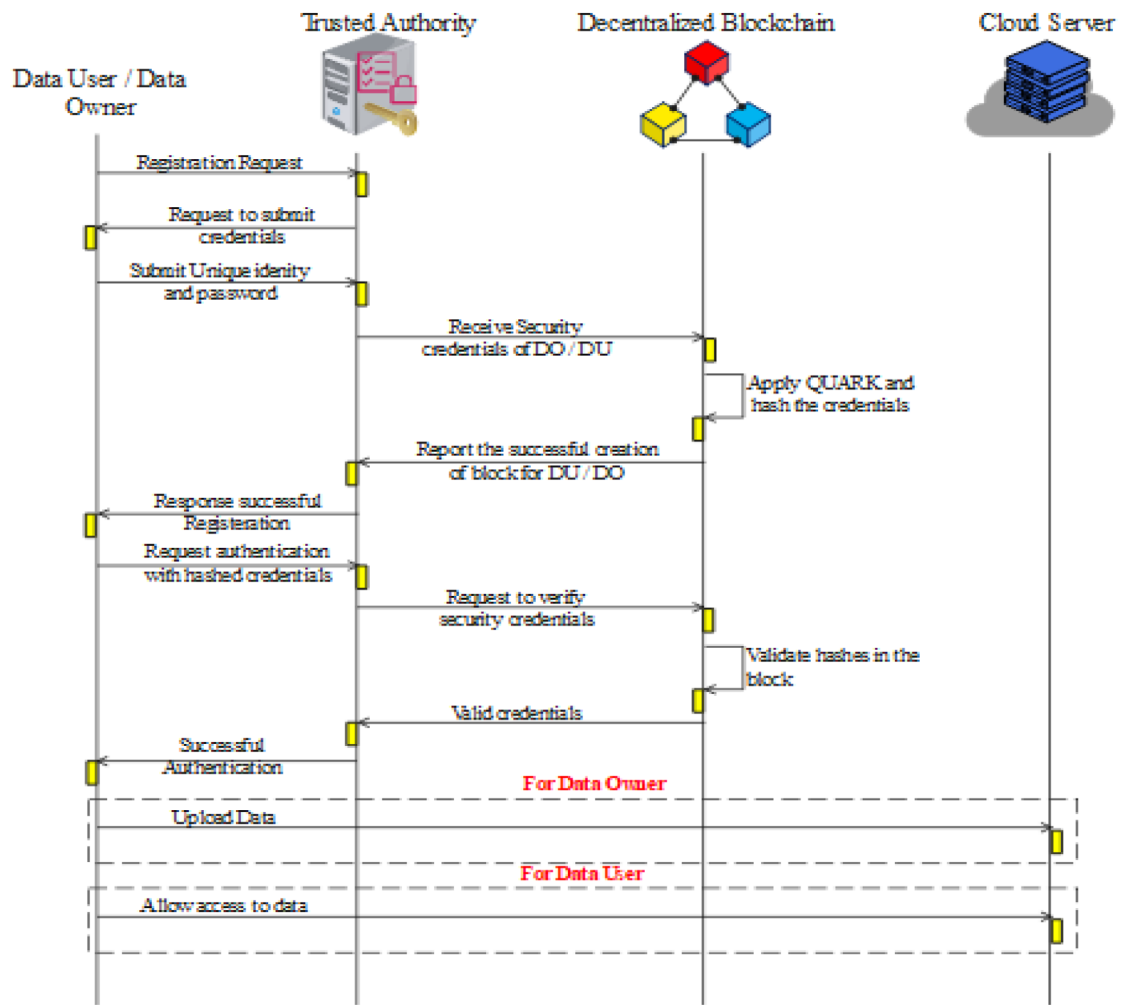 Trusted Authority
Decentralized Blockchain
Cloud Server
Data User / Data
Owner
Registration Request
Request to submit
credentials
Submit Unique idenity
and password
Receive Security
credentials of DO / DU
Apply QUARK and
hash the credentials
Report the successful creation
of block for DU / DO
Response successful
Registeration
Request authentication
with hashed credentials
Request to verify
security credentials
Validate hashes in the
block
Valid credentials
Successful
Authentication
For Data Owner
Upload Data
For Data User
Allow access to data